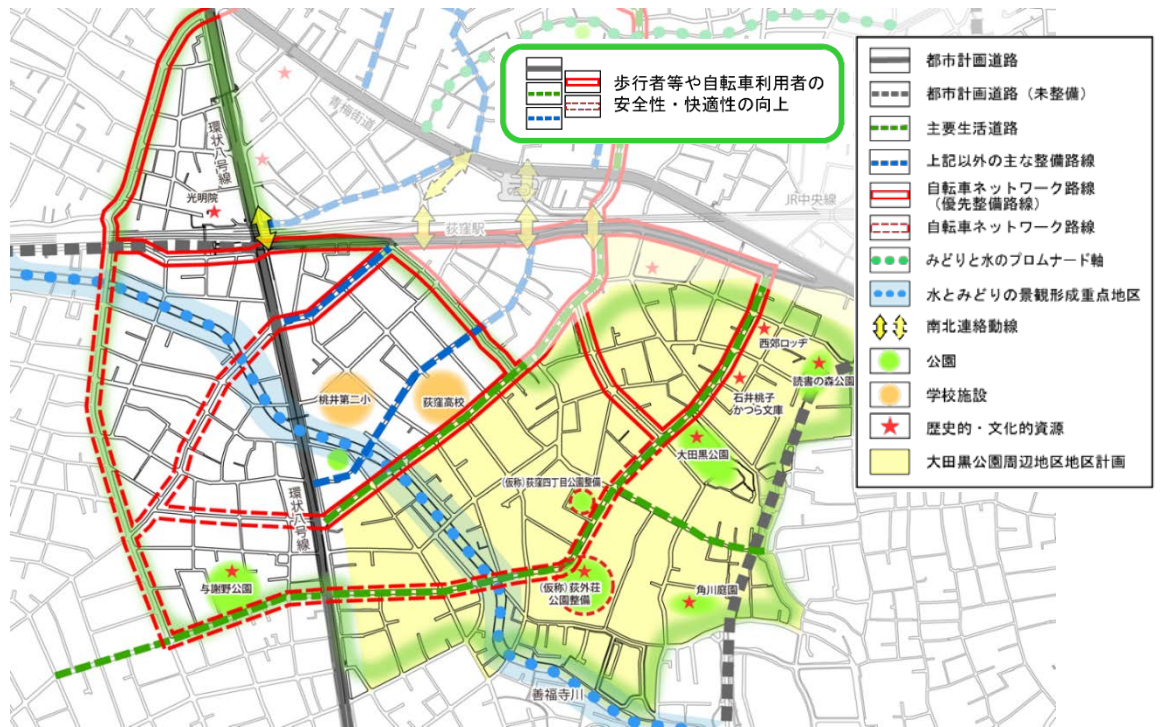 歩行者等や自転車利用者の
安全性・快適性の向上
都市計画道路
都市計画道路（未整備）
主要生活道路
上記以外の主な整備路線
自転車ネットワーク路線
（優先整備路線）
自転車ネットワーク路線
みどりと水のプロムナード軸
水とみどりの景観形成重点地区
南北連絡動線
公園
学校施設
歴史的・文化的資源
大田黒公園周辺地区地区計画
青梅街道
環状八号線
光明院
荻窪駅
JR中央線
西郊ロッヂ
読書の森公園
石井桃子
かつら文庫
桃井第二小
荻窪高校
大田黒公園
（仮称）荻窪四丁目公園整備
環状八号線
与謝野公園
（仮称）荻外荘
公園整備
角川庭園
善福寺川